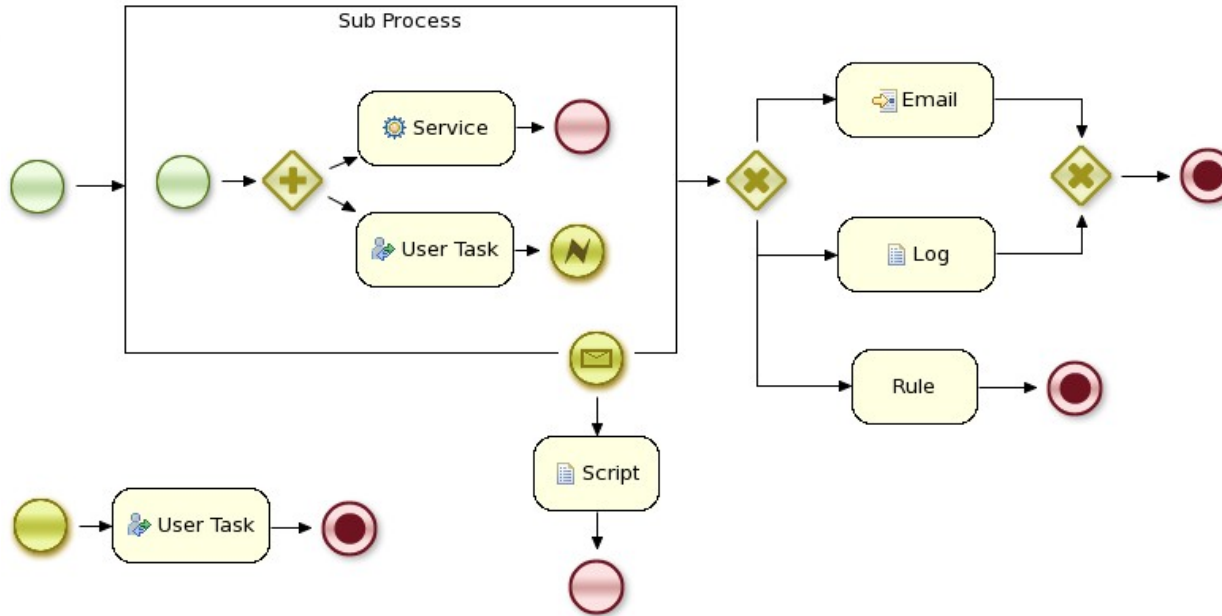 Sub Process
Service
User Task
Email
Log
Rule
Script
User Task